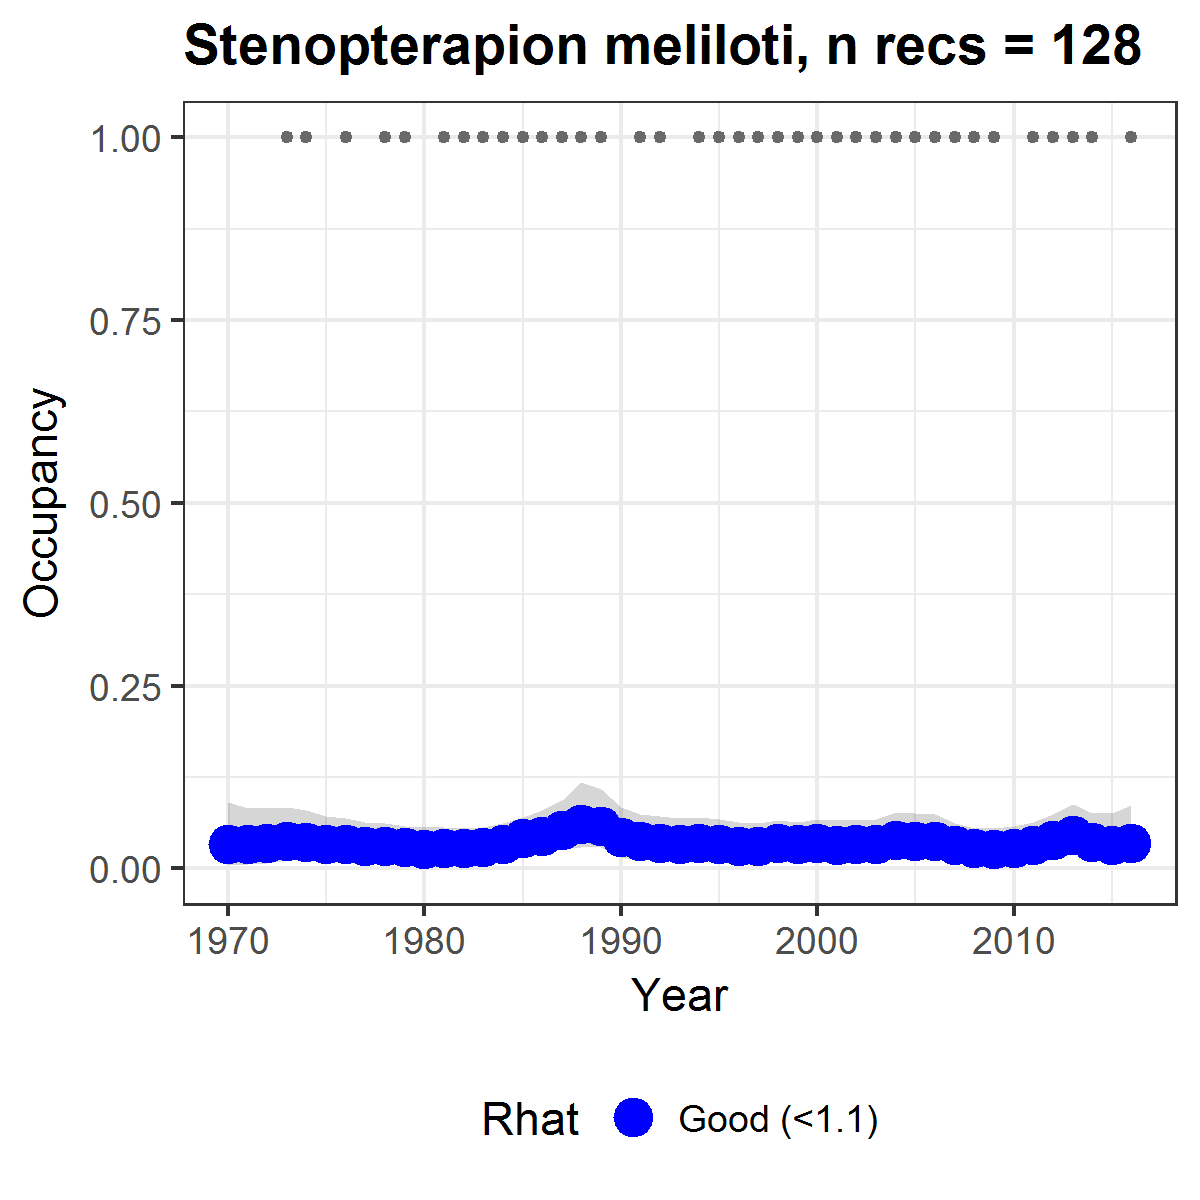 Stenopterapion meliloti, n recs = 128
1.00
0.75
0.50
0.25
0.00
Occupancy
1970 1980 1990 2000 2010
Year
Rhat Good (<1.1)